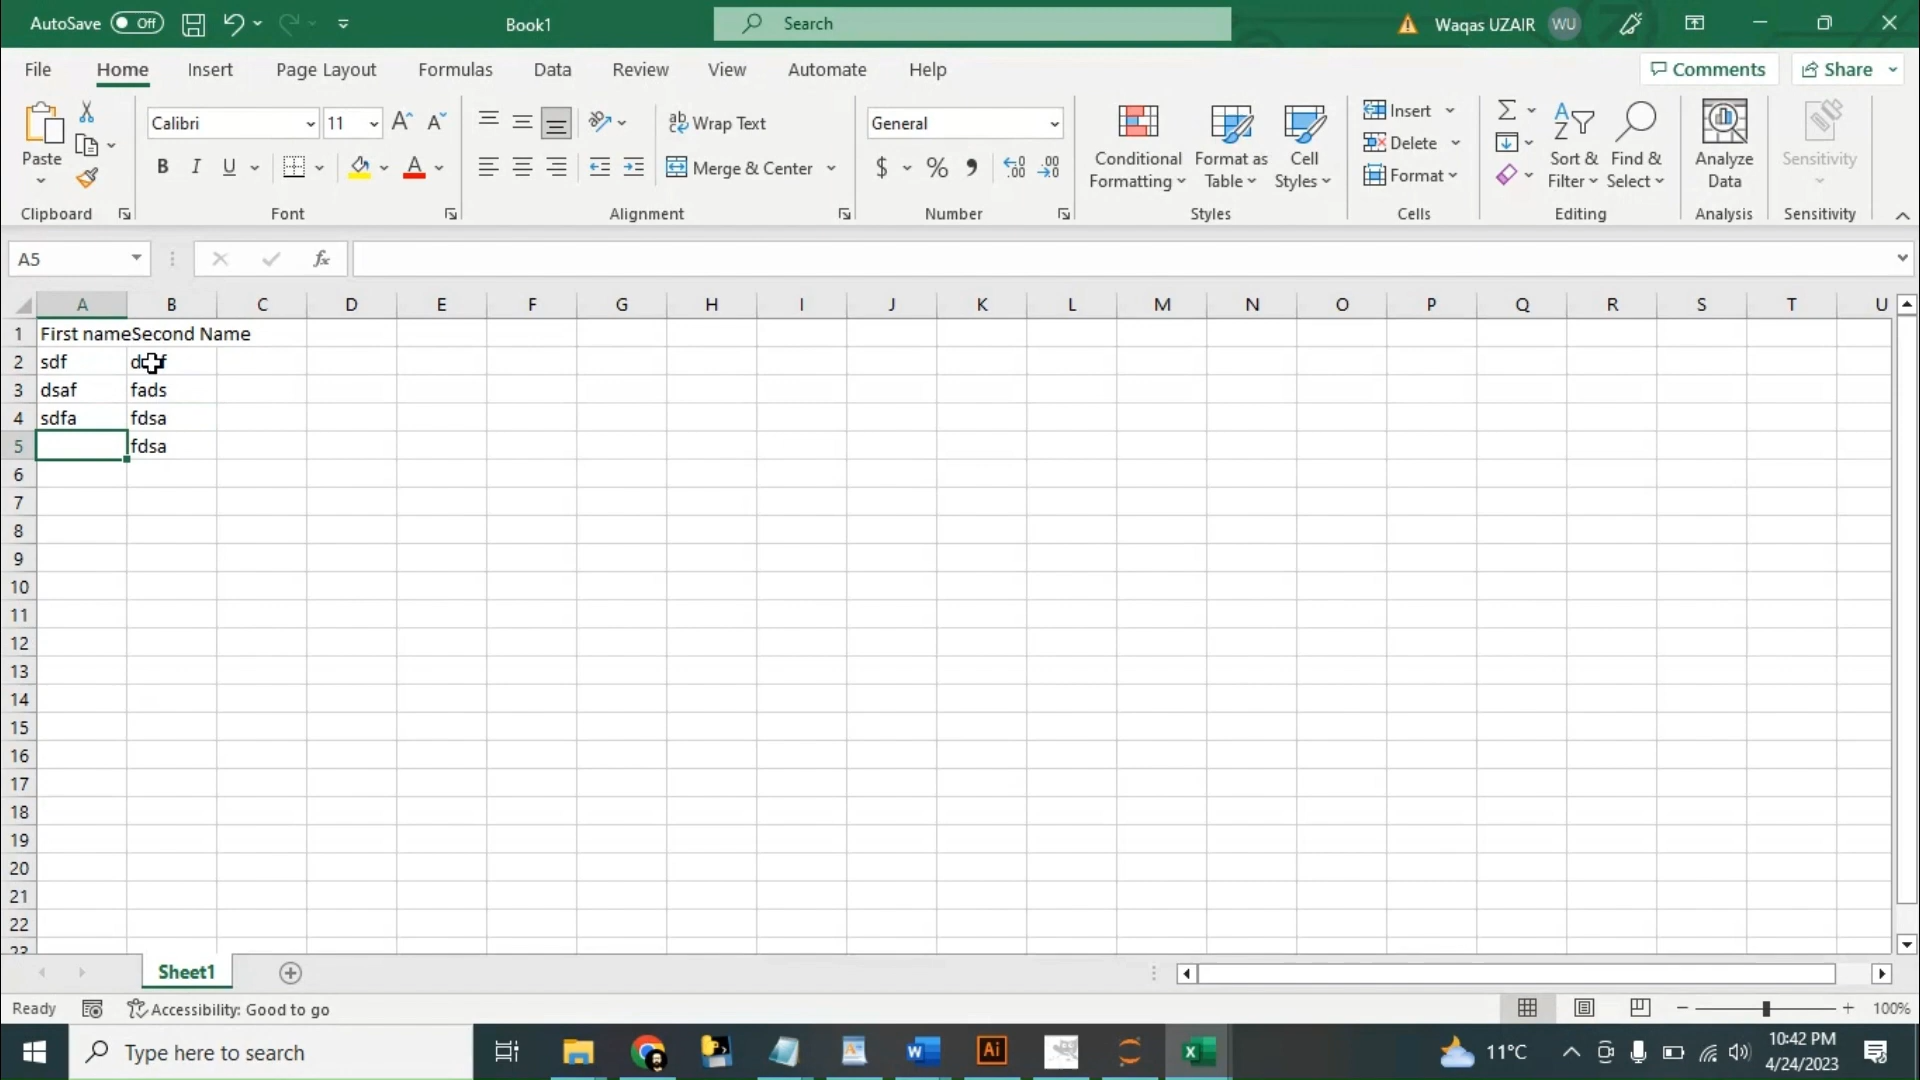 AutoSave Off Book1 Search Waqas UZAIR WU
File Home Insert Page Layout Formulas Data Review View Automate Help Comments Share
Paste Calibri 11 Wrap Text General Conditional Formatting Format as Table Cell Styles Insert Sort & Filter Find & Select Analyze Data Sensitivity
B I U Merge & Center $ % Delete
Format
Clipboard Font Alignment Number Styles Cells Editing Analysis Sensitivity
A5 fx
A B C D E F G H I J K L M N O P Q R S T U
1 First name Second Name
2 sdf
3 dsaf fads
4 sdfa fdsa
5 fdsa
6
7
8
9
10
11
12
13
14
15
16
17
18
19
20
21
22
23
Sheet1
Ready Accessibility: Good to go 100%
Type here to search W Ai X 11°C 10:42 PM
4/24/2023